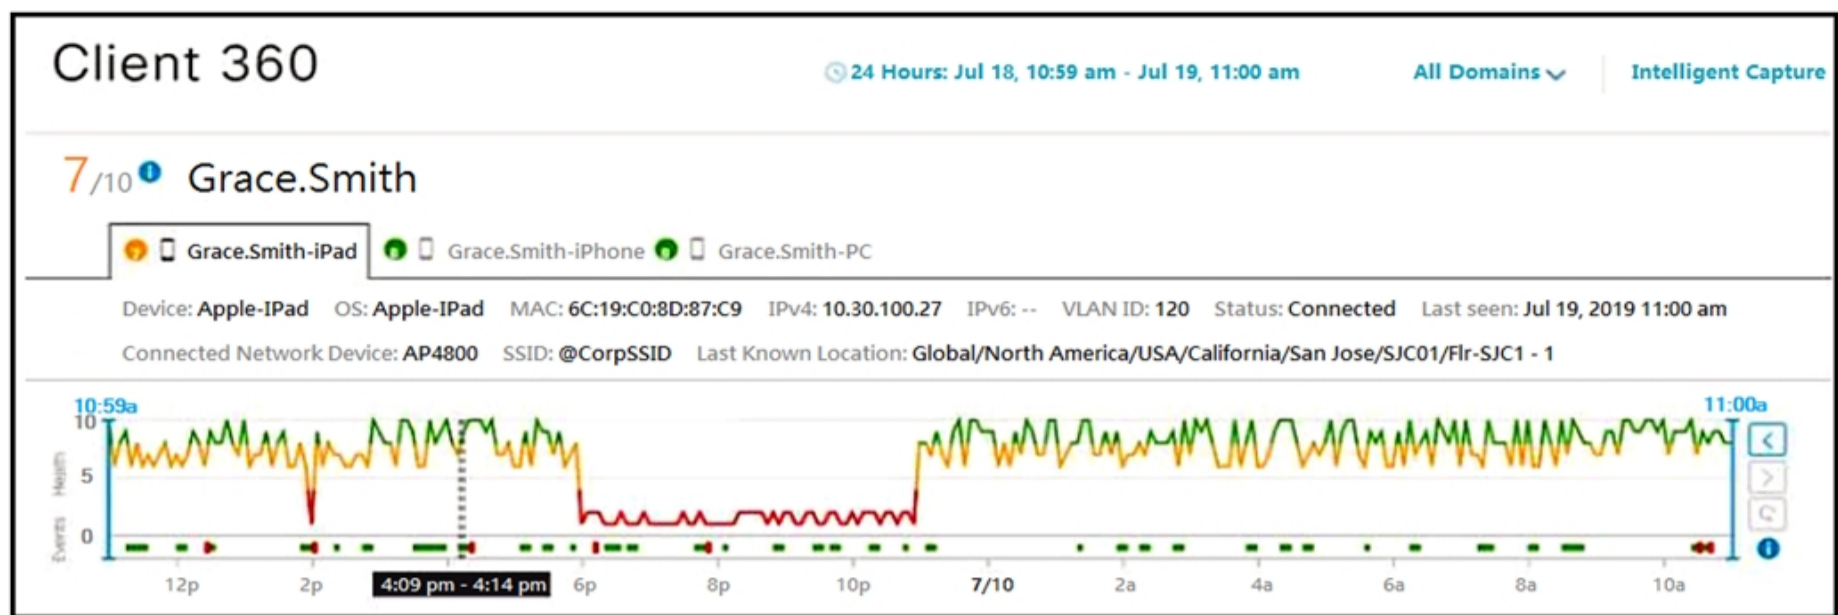 Client 360
24 Hours: Jul 18, 10:59 am - Jul 19, 11:00 am
All Domains
Intelligent Capture
7/10 Grace.Smith
Grace.Smith-iPad Grace.Smith-iPhone Grace.Smith-PC
Device: Apple-IPad OS: Apple-IPad MAC: 6C:19:C0:8D:87:C9 IPv4: 10.30.100.27 IPv6: -- VLAN ID: 120 Status: Connected Last seen: Jul 19, 2019 11:00 am
Connected Network Device: AP4800 SSID: @CorpSSID Last Known Location: Global/North America/USA/California/San Jose/SJC01/Flr-SJC1 - 1
10:59a 11:00a
10
5
0
Health
Events
12p 2p 4:09 pm - 4:14 pm 6p 8p 10p 7/10 2a 4a 6a 8a 10a